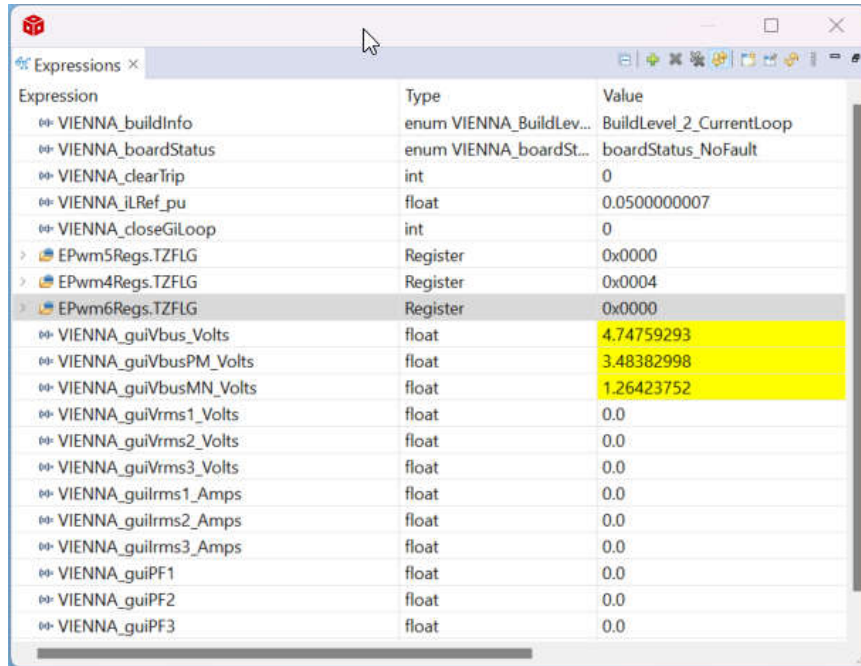 Expressions
Expression Type Value
VIENNA_buildInfo enum VIENNA_BuildLev... BuildLevel_2_CurrentLoop
VIENNA_boardStatus enum VIENNA_boardSt... boardStatus_NoFault
VIENNA_clearTrip int 0
VIENNA_iLRef_pu float 0.0500000007
VIENNA_closeGiLoop int 0
EPwm5Regs.TZFLG Register 0x0000
EPwm4Regs.TZFLG Register 0x0004
EPwm6Regs.TZFLG Register 0x0000
VIENNA_guiVbus_Volts float 4.74759293
VIENNA_guiVbusPM_Volts float 3.48382998
VIENNA_guiVbusMN_Volts float 1.26423752
VIENNA_guiVrms1_Volts float 0.0
VIENNA_guiVrms2_Volts float 0.0
VIENNA_guiVrms3_Volts float 0.0
VIENNA_guiIrms1_Amps float 0.0
VIENNA_guiIrms2_Amps float 0.0
VIENNA_guiIrms3_Amps float 0.0
VIENNA_guiPF1 float 0.0
VIENNA_guiPF2 float 0.0
VIENNA_guiPF3 float 0.0